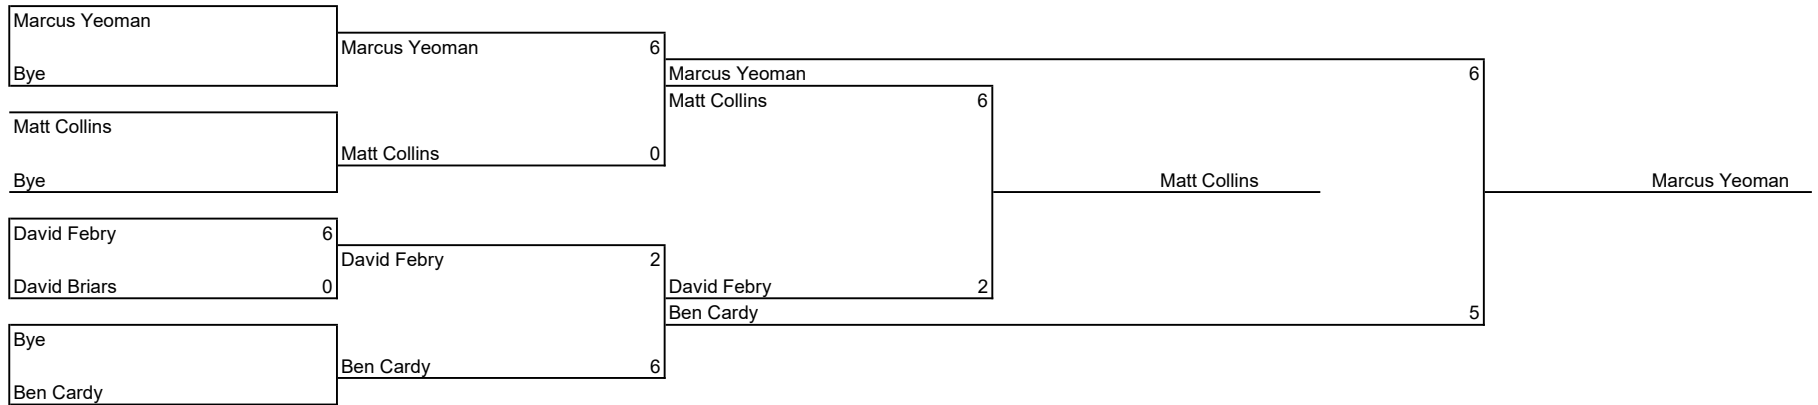 Marcus Yeoman
Bye
Matt Collins
Bye
David Febry 6
David Briars 0
Bye
Ben Cardy
Marcus Yeoman 6
Matt Collins 0
David Febry 2
Ben Cardy 6
Marcus Yeoman 6
Matt Collins 6
David Febry 2
Ben Cardy 5
Matt Collins
Marcus Yeoman